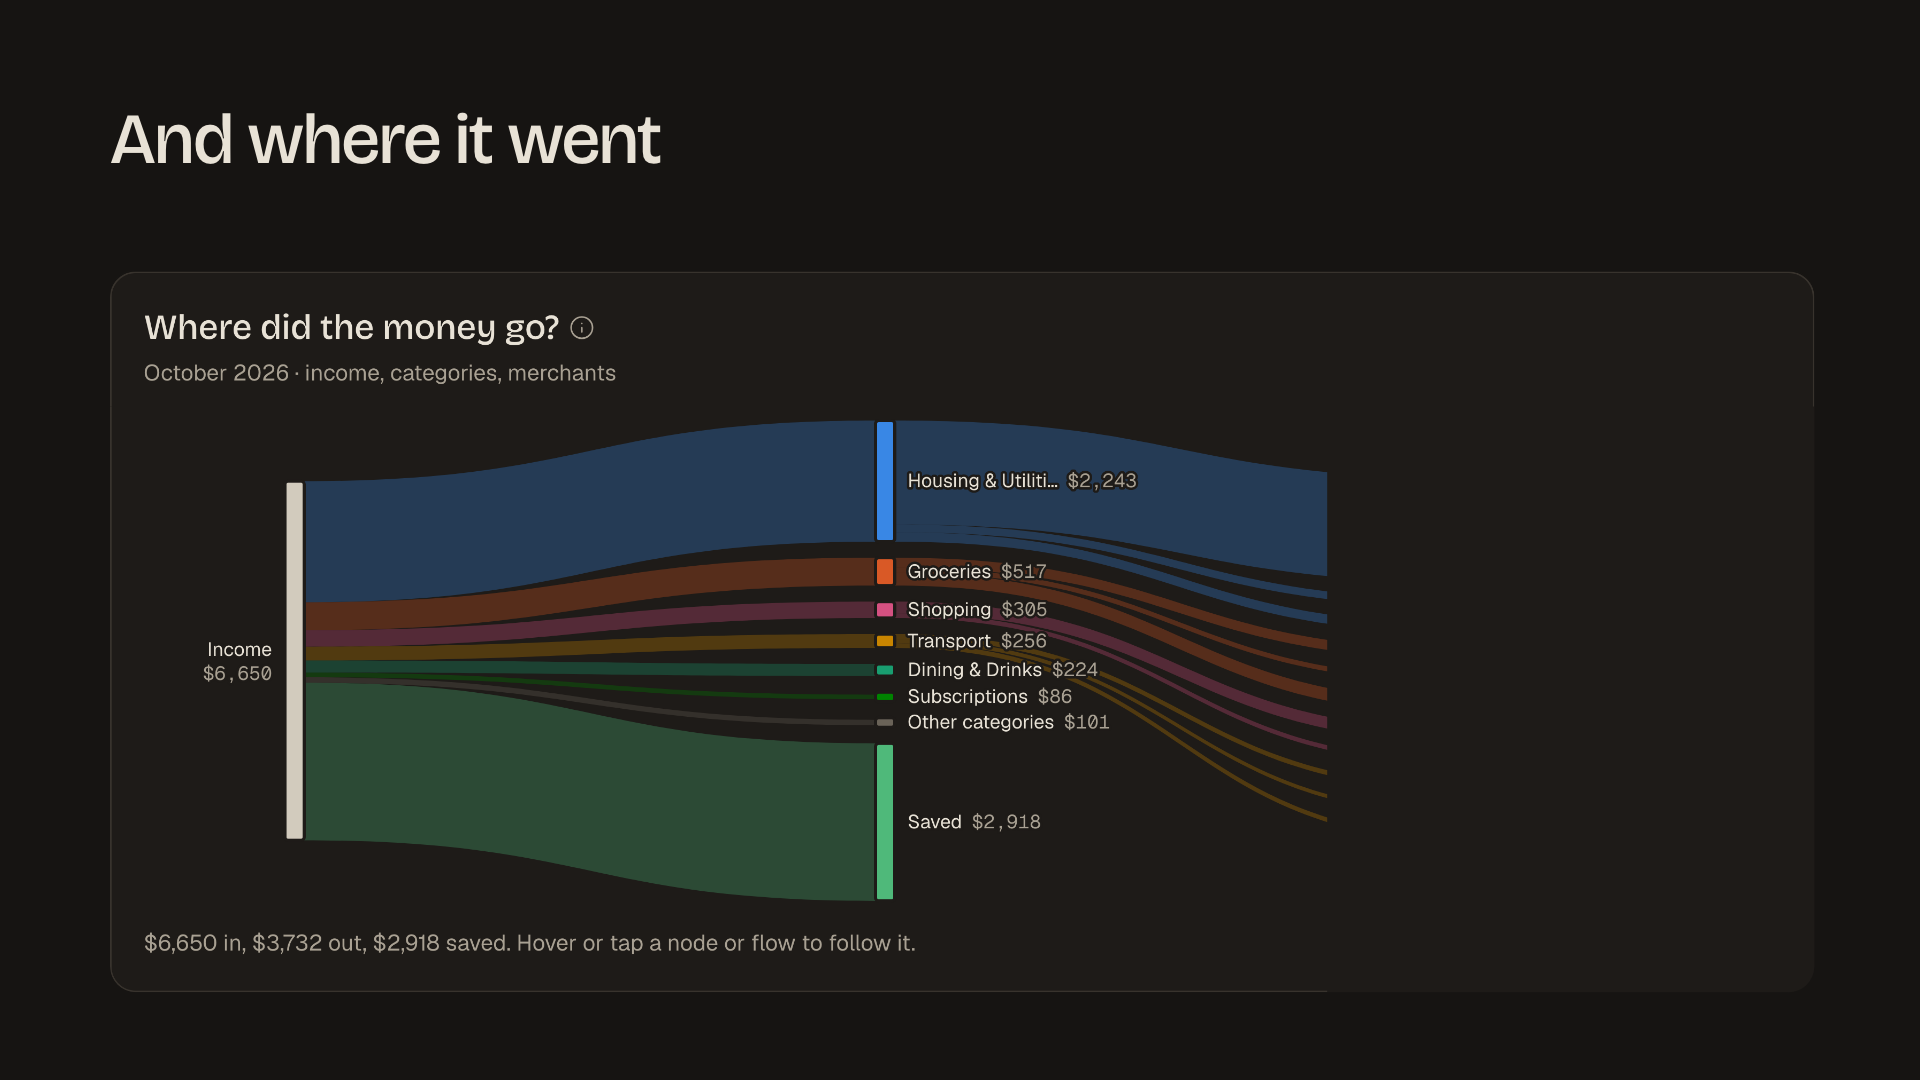 And where it went
Where did the money go?
October 2026 · income, categories, merchants
Housing & Utiliti... $2,243
Groceries $517
Shopping $305
Transport $256
Income
$6,650
Dining & Drinks $224
Subscriptions $86
Other categories $101
Saved $2,918
$6,650 in, $3,732 out, $2,918 saved. Hover or tap a node or flow to follow it.